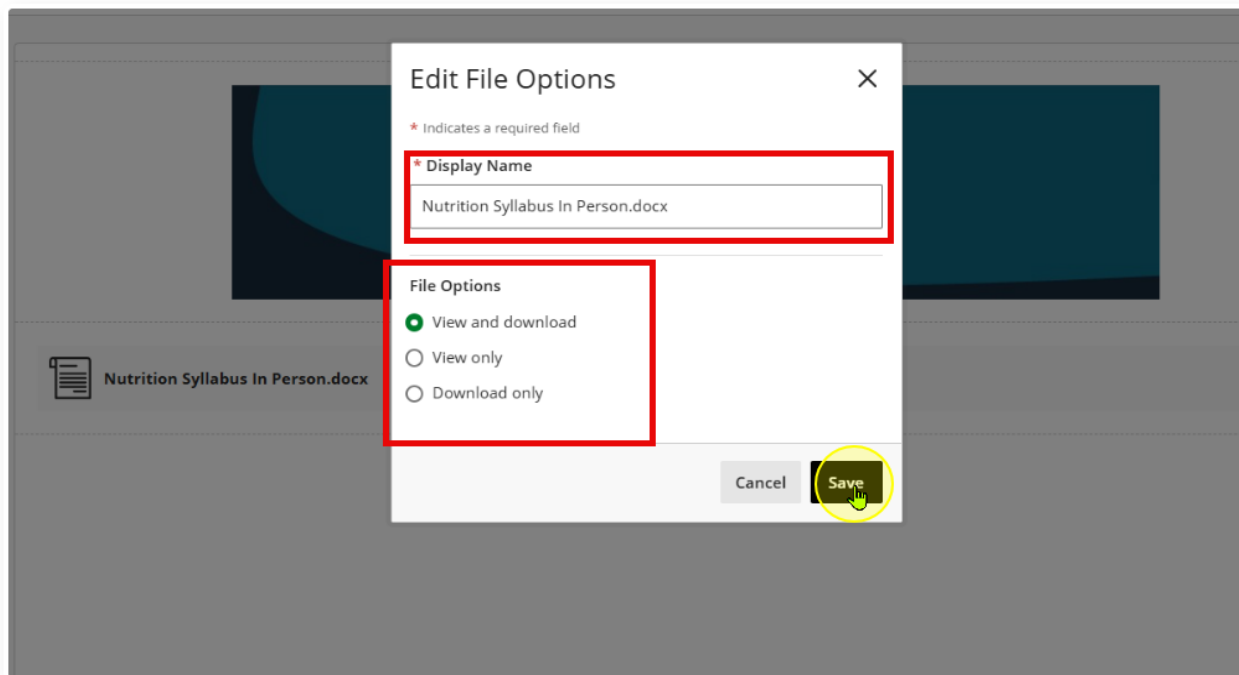 Edit File Options
* Indicates a required field
* Display Name
Nutrition Syllabus In Person.docx
File Options
View and download
View only
Download only
Nutrition Syllabus In Person.docx
Cancel
Save